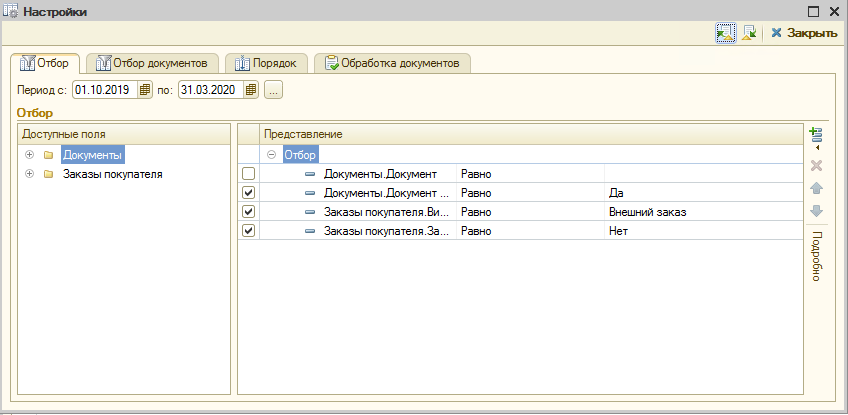 Настройки
Закрыть
Отбор Отбор документов Порядок Обработка документов
Период с: 01.10.2019 по: 31.03.2020 ...
Отбор
Доступные поля Представление
Документы Отбор
Заказы покупателя Документы.Документ Равно
Документы.Документ ... Равно Да
Заказы покупателя.Ви... Равно Внешний заказ
Заказы покупателя.За... Равно Нет
Подробно